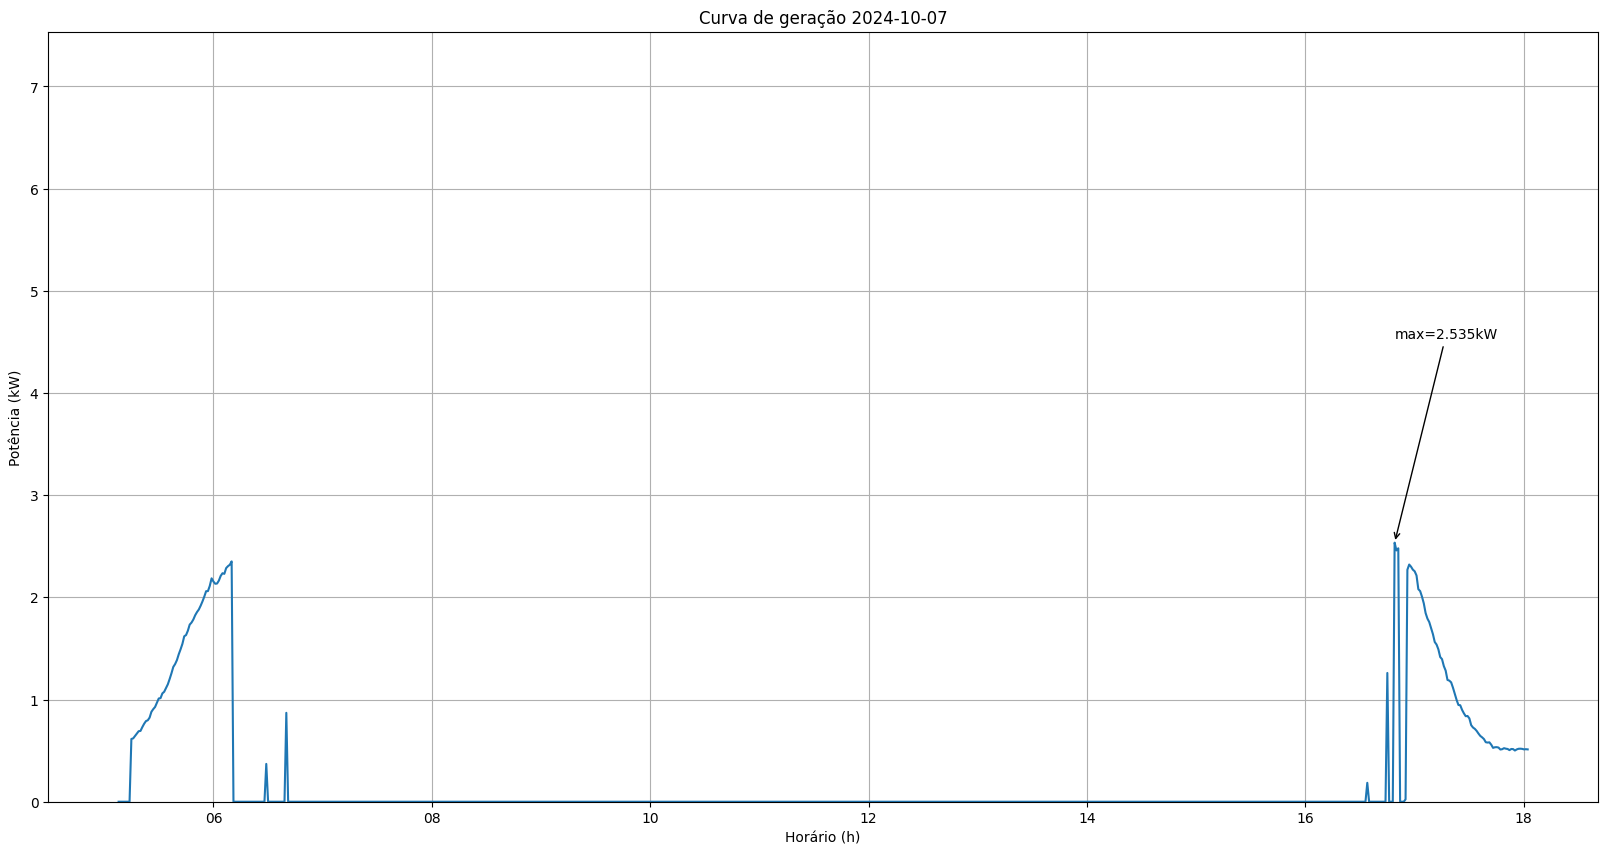 Curva de geração 2024-10-07
7
6
5
4
3
2
1
0
Potência (kW)
max=2.535kW
06 08 10 12 14 16 18
Horário (h)